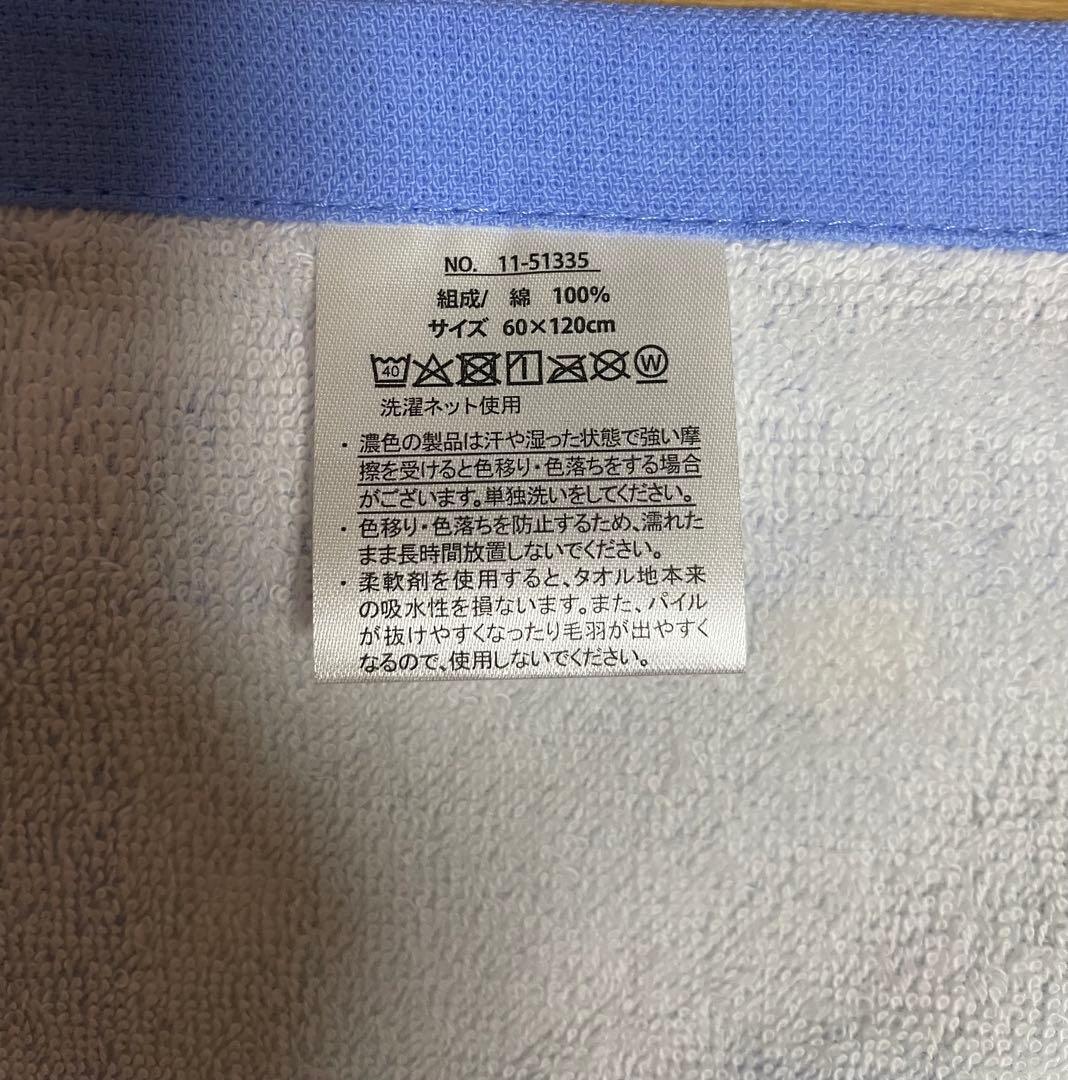 NO. 11-51335
組成/ 綿 100%
サイズ 60×120cm
40 W
洗濯ネット使用
・濃色の製品は汗や湿った状態で強い摩
擦を受けると色移り・色落ちをする場合
がございます。単独洗いをしてください。
・色移り・色落ちを防止するため、濡れた
まま長時間放置しないでください。
・柔軟剤を使用すると、タオル地本来
の吸水性を損ないます。また、パイル
が抜けやすくなったり毛羽が出やすく
なるので、使用しないでください。